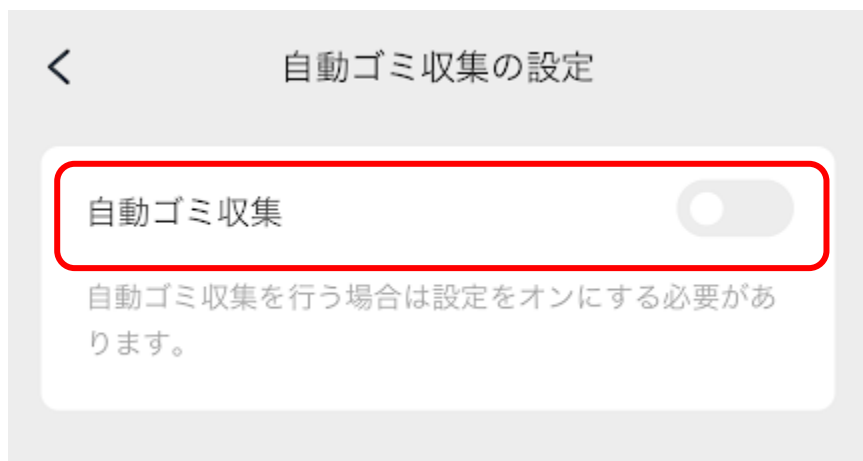 自動ゴミ収集の設定
自動ゴミ収集
自動ゴミ収集を行う場合は設定をオンにする必要があ
ります。